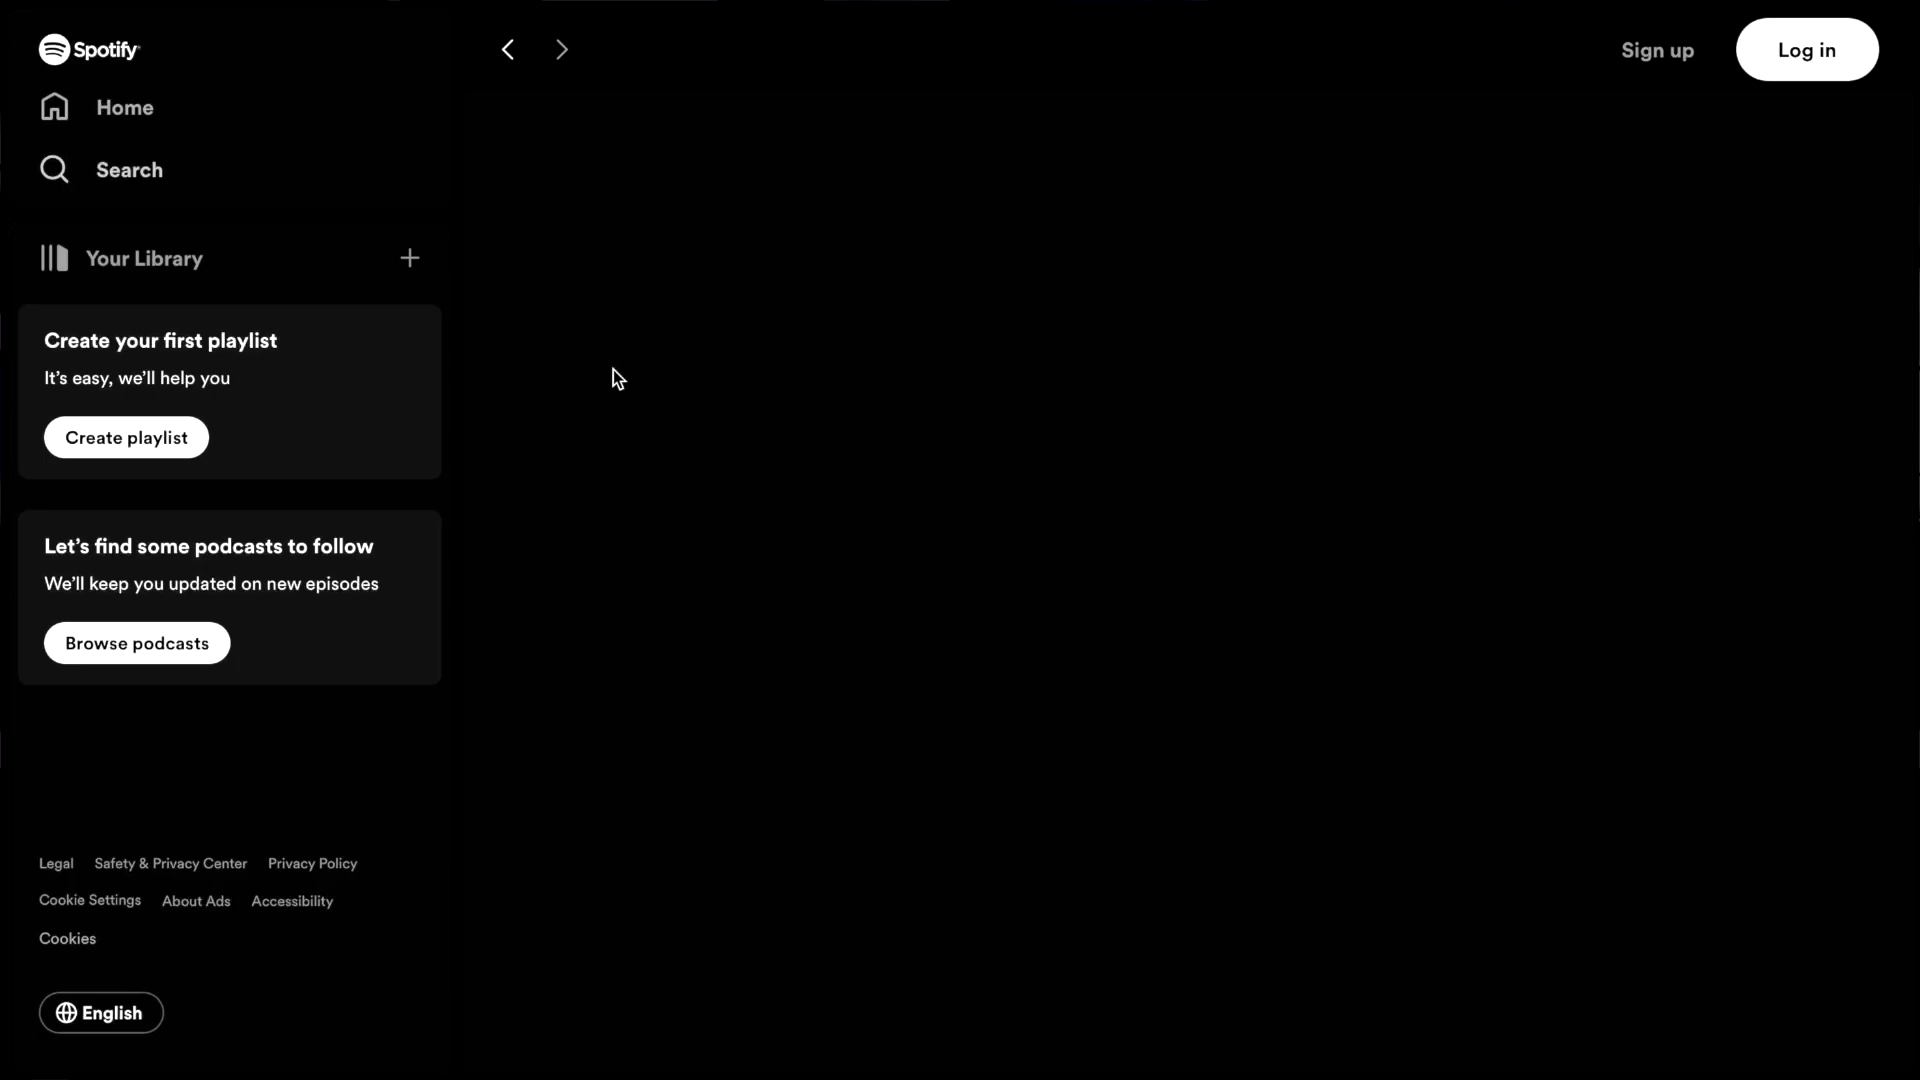 Spotify
Sign up
Log in
Home
Search
Your Library
Create your first playlist
It’s easy, we’ll help you
Create playlist
Let’s find some podcasts to follow
We’ll keep you updated on new episodes
Browse podcasts
Legal Safety & Privacy Center Privacy Policy
Cookie Settings About Ads Accessibility
Cookies
English